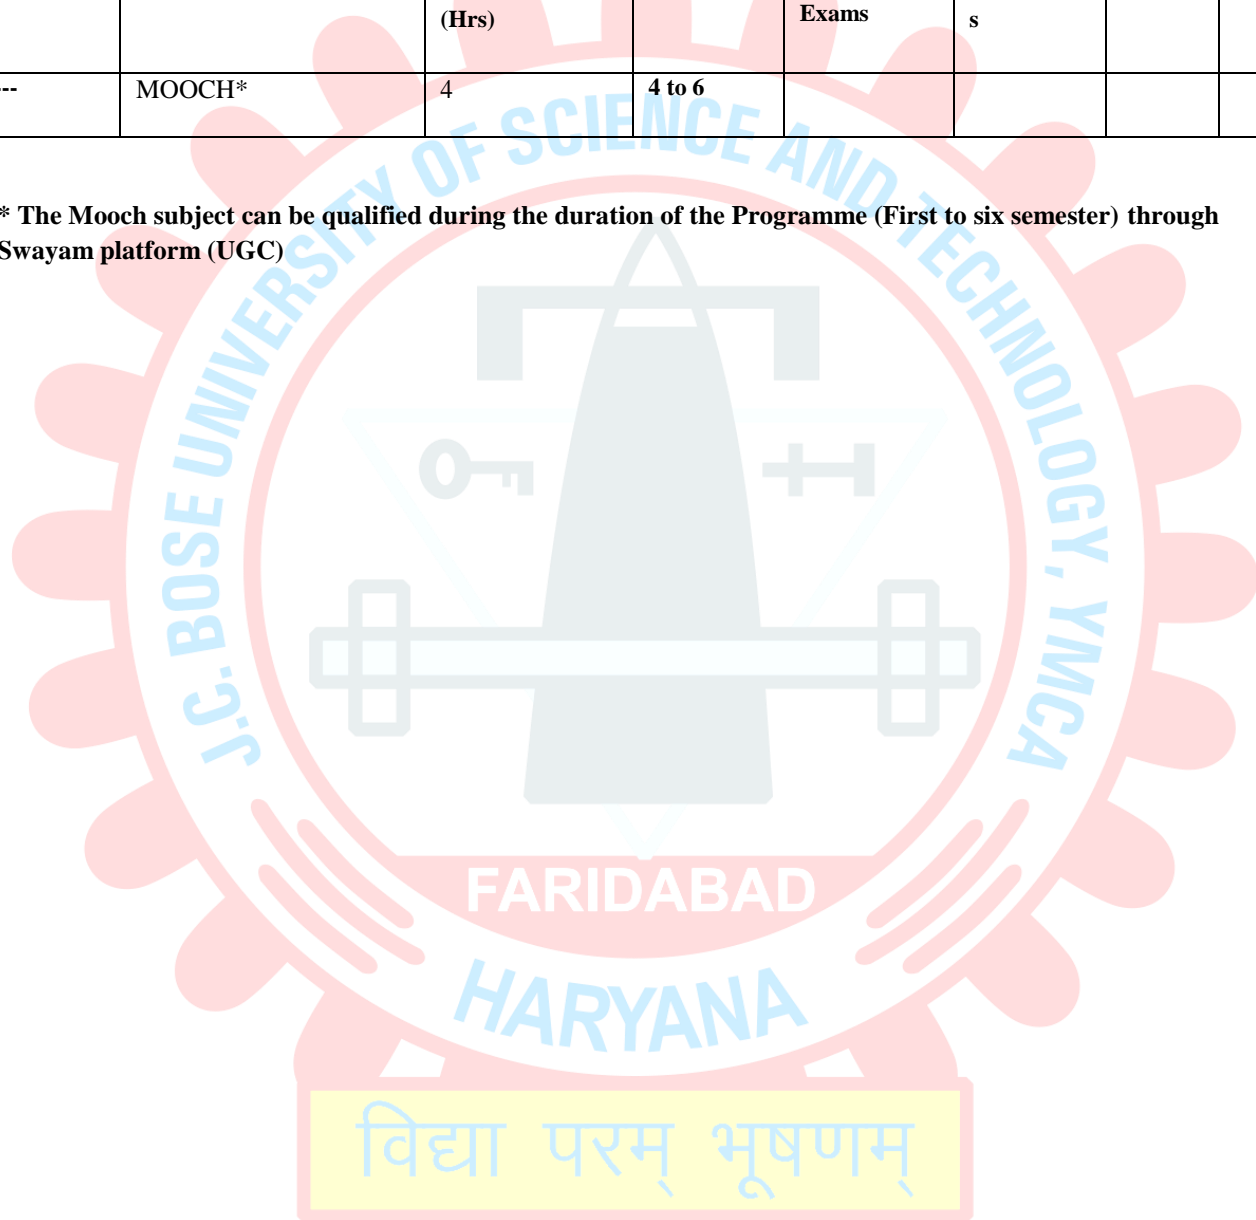 (Hrs) Exams s
--- MOOCH* 4 4 to 6
* The Mooch subject can be qualified during the duration of the Programme (First to six semester) through
Swayam platform (UGC)
J.C. BOSE UNIVERSITY OF SCIENCE AND TECHNOLOGY, YMCA
FARIDABAD
HARYANA
विद्या परम् भूषणम्